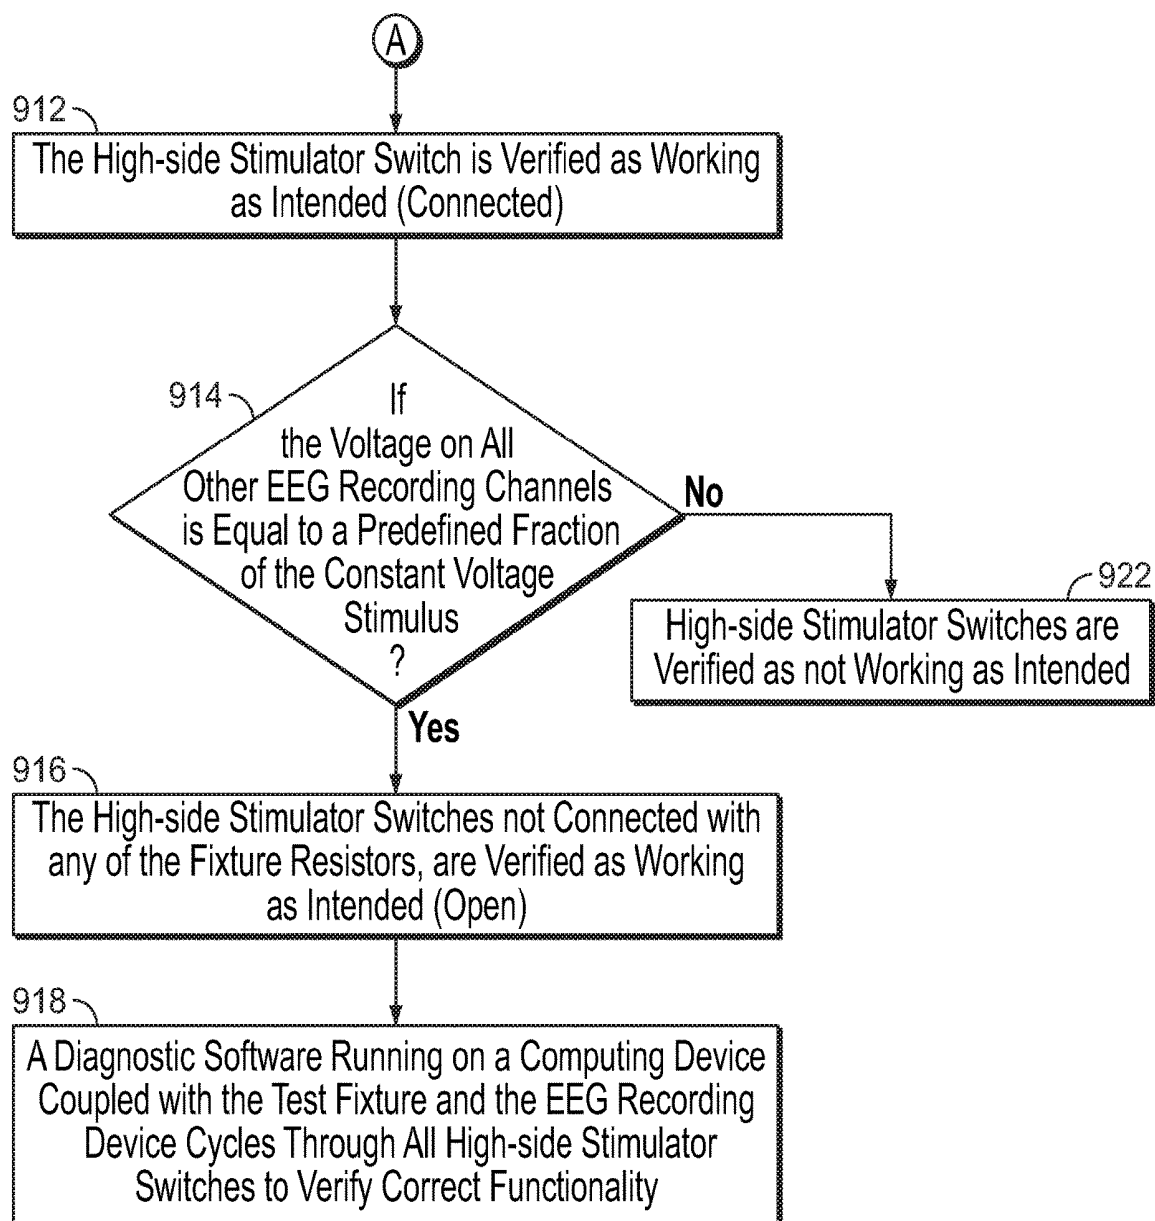 A
912
The High-side Stimulator Switch is Verified as Working
as Intended (Connected)
914
If
the Voltage on All
Other EEG Recording Channels
is Equal to a Predefined Fraction
of the Constant Voltage
Stimulus
?
No
922
High-side Stimulator Switches are
Verified as not Working as Intended
Yes
916
The High-side Stimulator Switches not Connected with
any of the Fixture Resistors, are Verified as Working
as Intended (Open)
918
A Diagnostic Software Running on a Computing Device
Coupled with the Test Fixture and the EEG Recording
Device Cycles Through All High-side Stimulator
Switches to Verify Correct Functionality